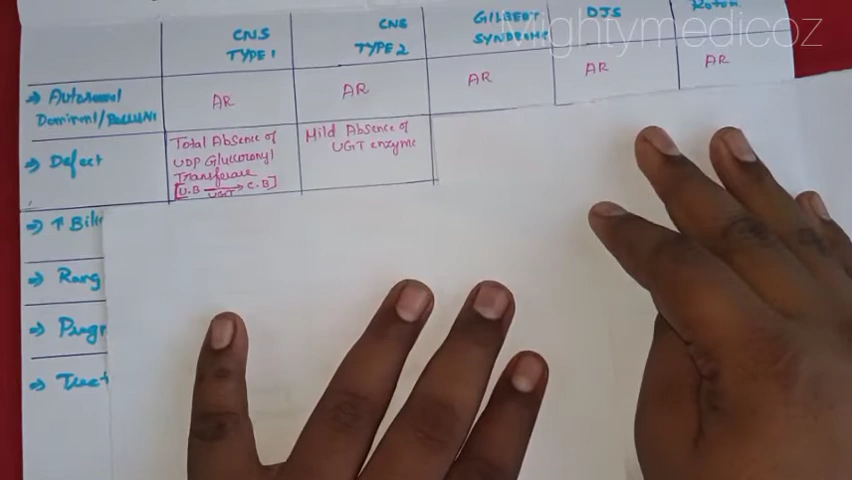 Mightymedicoz
CNS
TYPE 1
CNS
TYPE 2
GILBERT
SYNDROME
DJS
Rotor
→ Autosomal
Dominant/Recessive
AR
AR
AR
AR
AR
→ Defect
Total Absence of
UDP Glucoronyl
Transferase
[U.B → C.B]
UGT
Mild Absence of
UGT enzyme
→ ↑ Bili
→ Rang
→ Progn
→ Treat